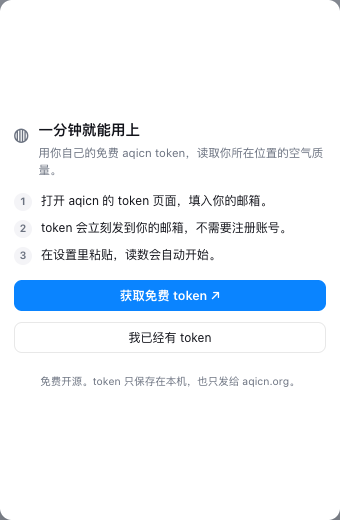 一分钟就能用上
用你自己的免费 aqicn token，读取你所在位置的空气质
量。
1 打开 aqicn 的 token 页面，填入你的邮箱。
2 token 会立刻发到你的邮箱，不需要注册账号。
3 在设置里粘贴，读数会自动开始。
获取免费 token ↗
我已经有 token
免费开源。token 只保存在本机，也只发给 aqicn.org。